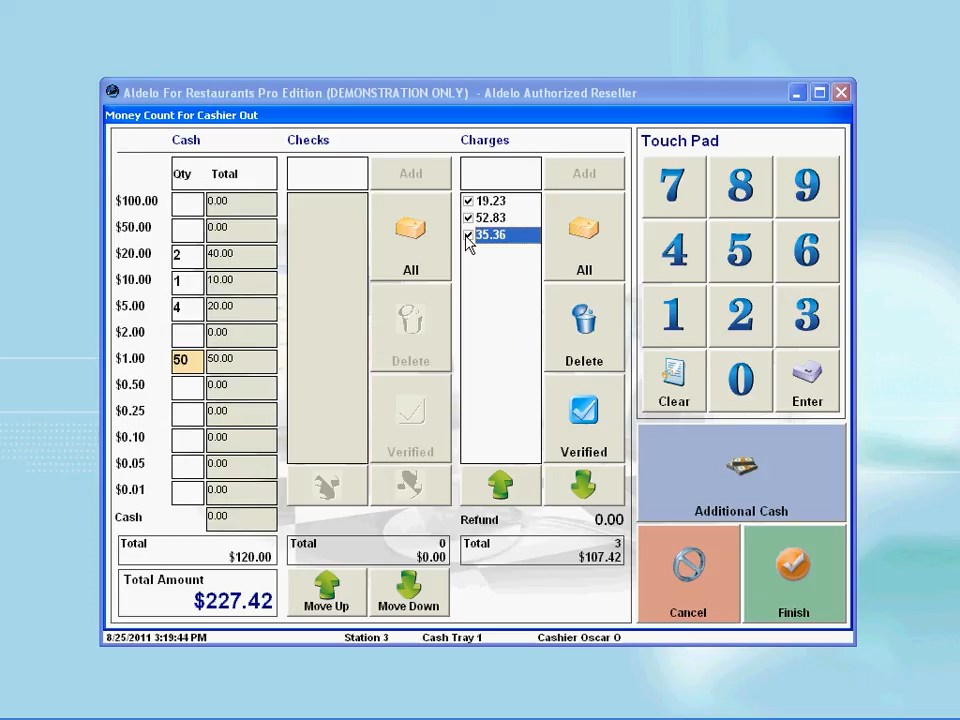 Aldelo For Restaurants Pro Edition (DEMONSTRATION ONLY) - Aldelo Authorized Reseller
Money Count For Cashier Out
Cash Checks Charges Touch Pad
Qty Total Add Add 7 8 9
$100.00 0.00 19.23
$50.00 0.00 52.83
35.36
$20.00 2 40.00 4 5 6
$10.00 1 10.00 All All
$5.00 4 20.00 1 2 3
$2.00 0.00
$1.00 50 50.00 Delete Delete
$0.50 0.00 0
$0.25 0.00 Clear Enter
$0.10 0.00
$0.05 0.00 Verified Verified
$0.01 0.00
Cash 0.00 Refund 0.00 Additional Cash
Total Total 0 Total 3
$120.00 $0.00 $107.42
Total Amount
$227.42 Move Up Move Down Cancel Finish
8/25/2011 3:19:44 PM Station 3 Cash Tray 1 Cashier Oscar O